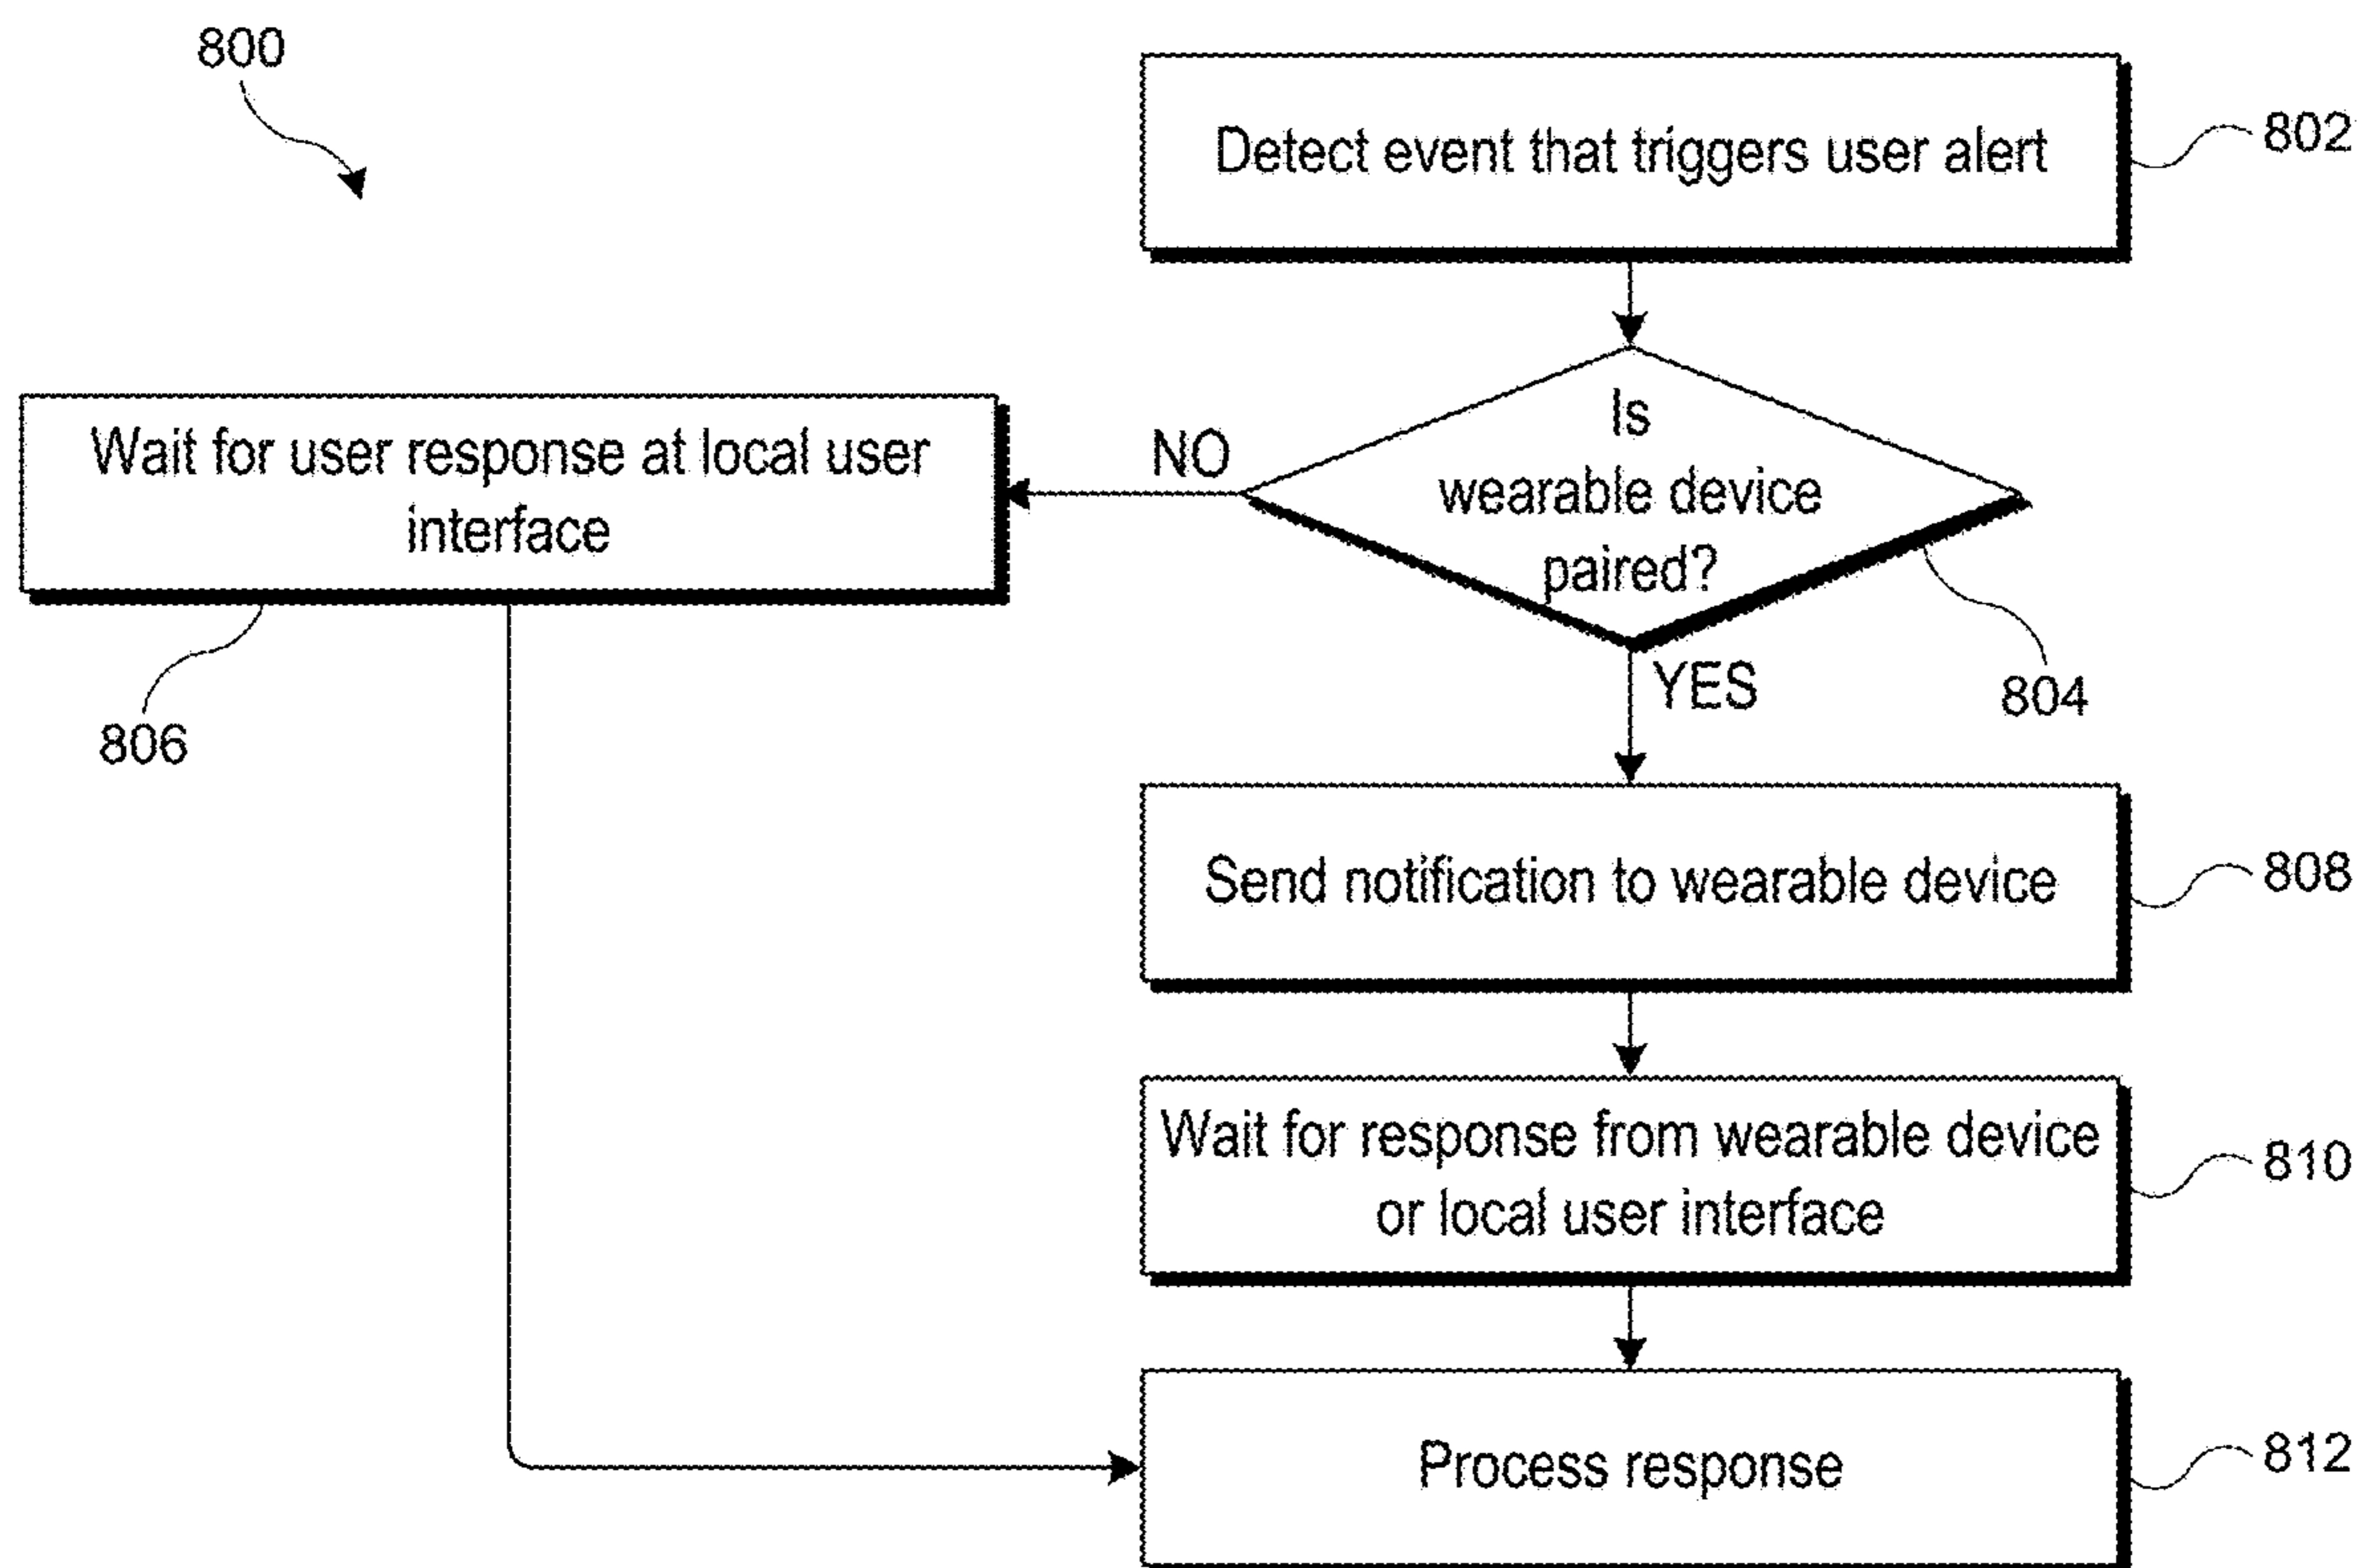 800
Detect event that triggers user alert
802
Is
wearable device
paired?
NO
Wait for user response at local user
interface
YES
804
806
Send notification to wearable device
808
Wait for response from wearable device
or local user interface
810
Process response
812